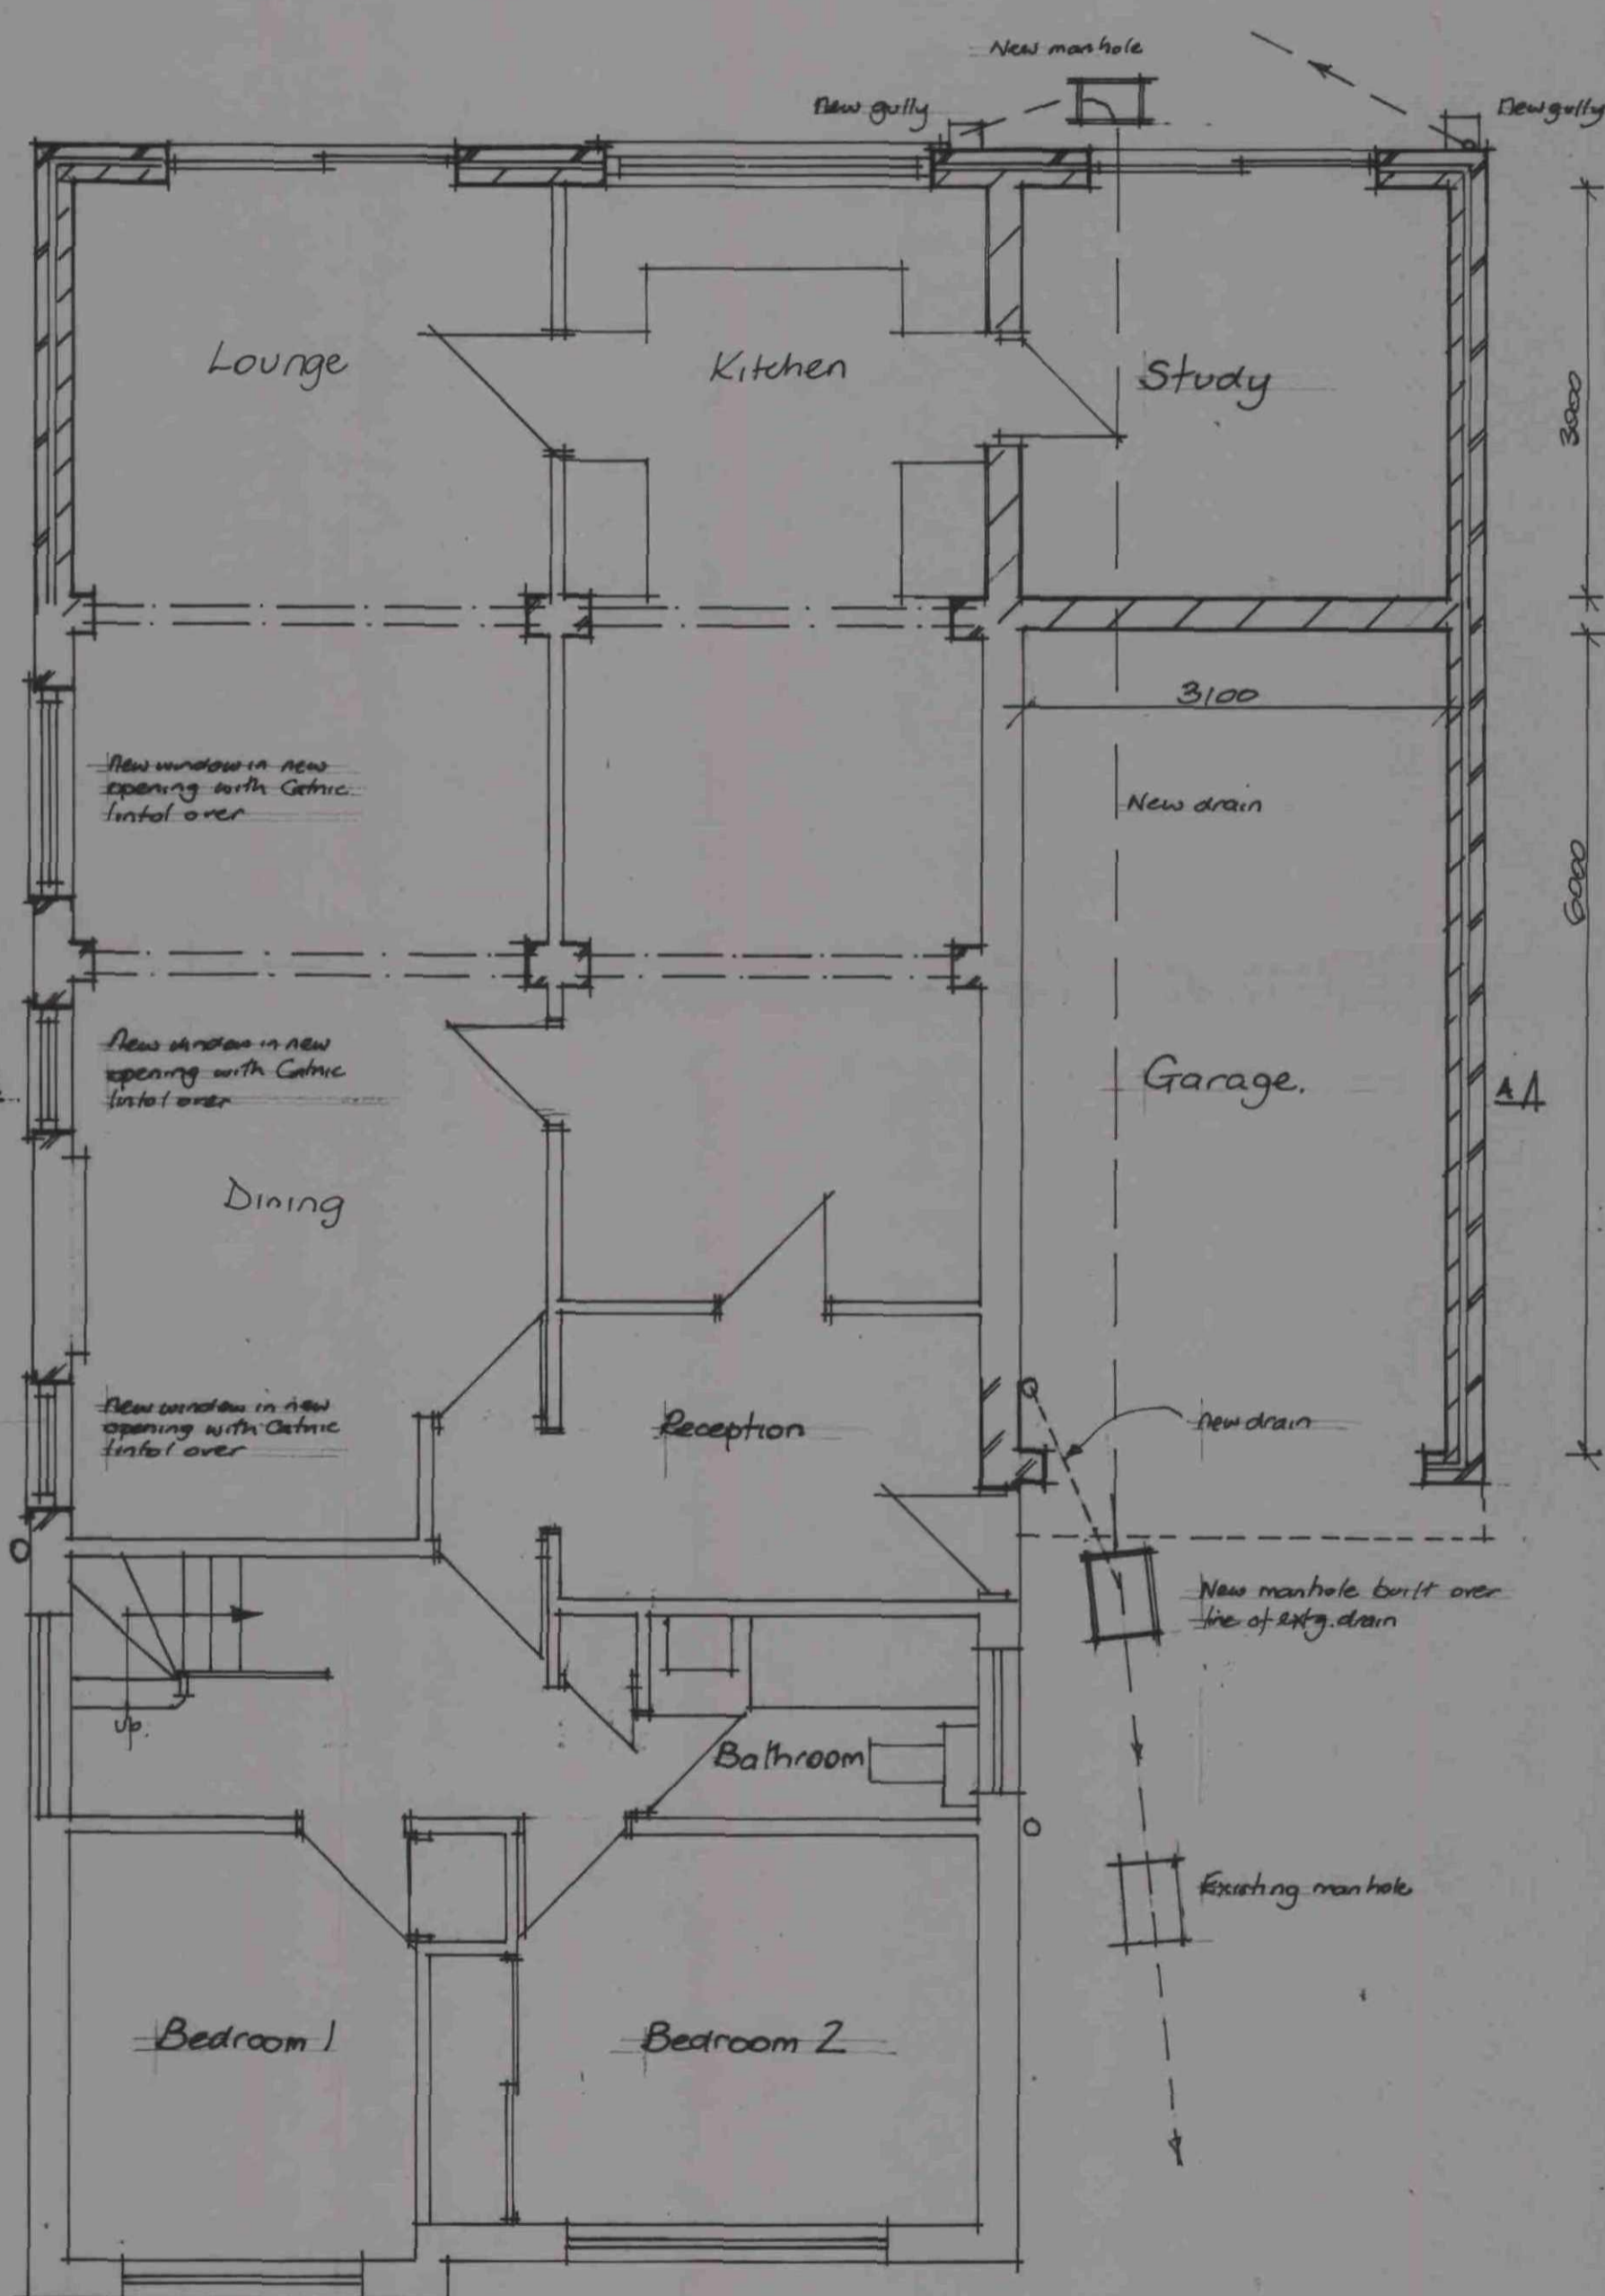 New manhole
New gully
New gully
Lounge
Kitchen
Study
3000
3100
New window in new
opening with Catnic
lintol over
New drain
6000
New window in new
opening with Catnic
lintol over
Garage.
A
Dining
New window in new
opening with Catnic
lintol over
Reception
New drain
New manhole built over
line of extg. drain
Up.
Bathroom
Existing manhole
Bedroom 1
Bedroom 2